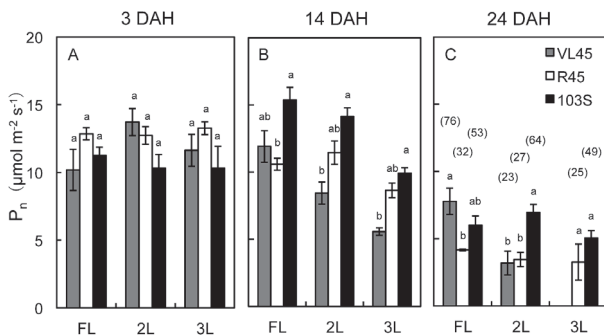 3 DAH 14 DAH 24 DAH
20
15
10
5
0
Pn (μmol m-2 s-1)
A
a a a
a a a
a a a
FL 2L 3L
B
ab b a
b ab a
b ab a
FL 2L 3L
C
VL45
R45
103S
(76) (32) (53)
(23) (27) (64)
(25) (49)
a b ab
b b a
a a
FL 2L 3L